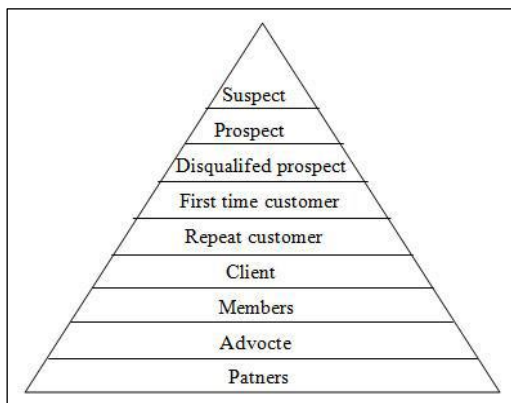 Suspect
Prospect
Disqualifed prospect
First time customer
Repeat customer
Client
Members
Advocte
Patners